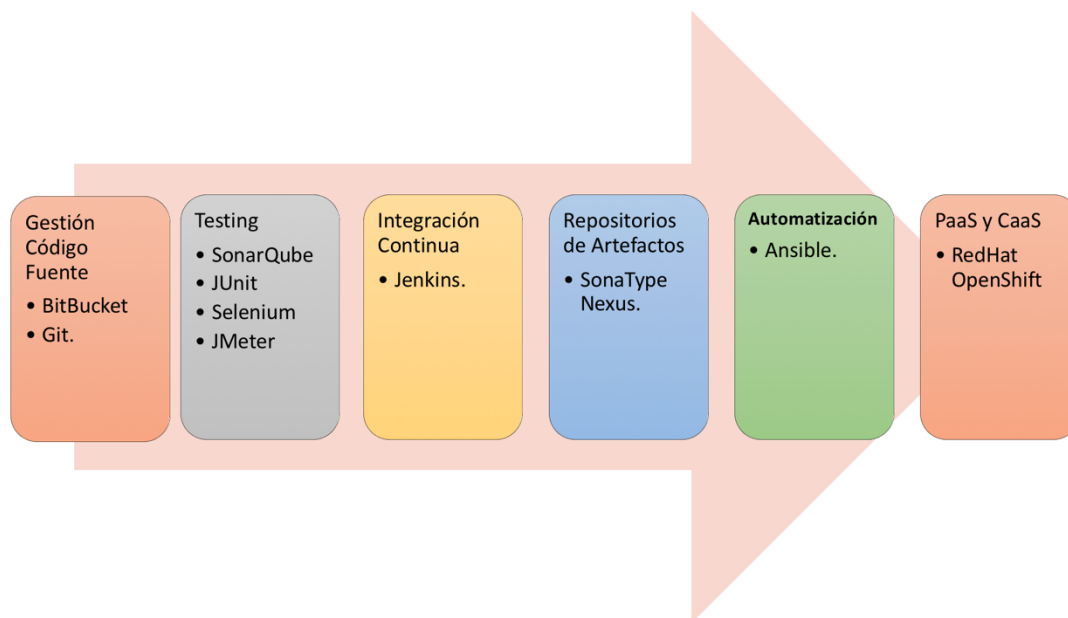 Gestión
Código
Fuente
• BitBucket
• Git.
Testing
• SonarQube
• JUnit
• Selenium
• JMeter
Integración
Continua
• Jenkins.
Repositorios
de Artefactos
• SonaType
Nexus.
Automatización
• Ansible.
PaaS y CaaS
• RedHat
OpenShift